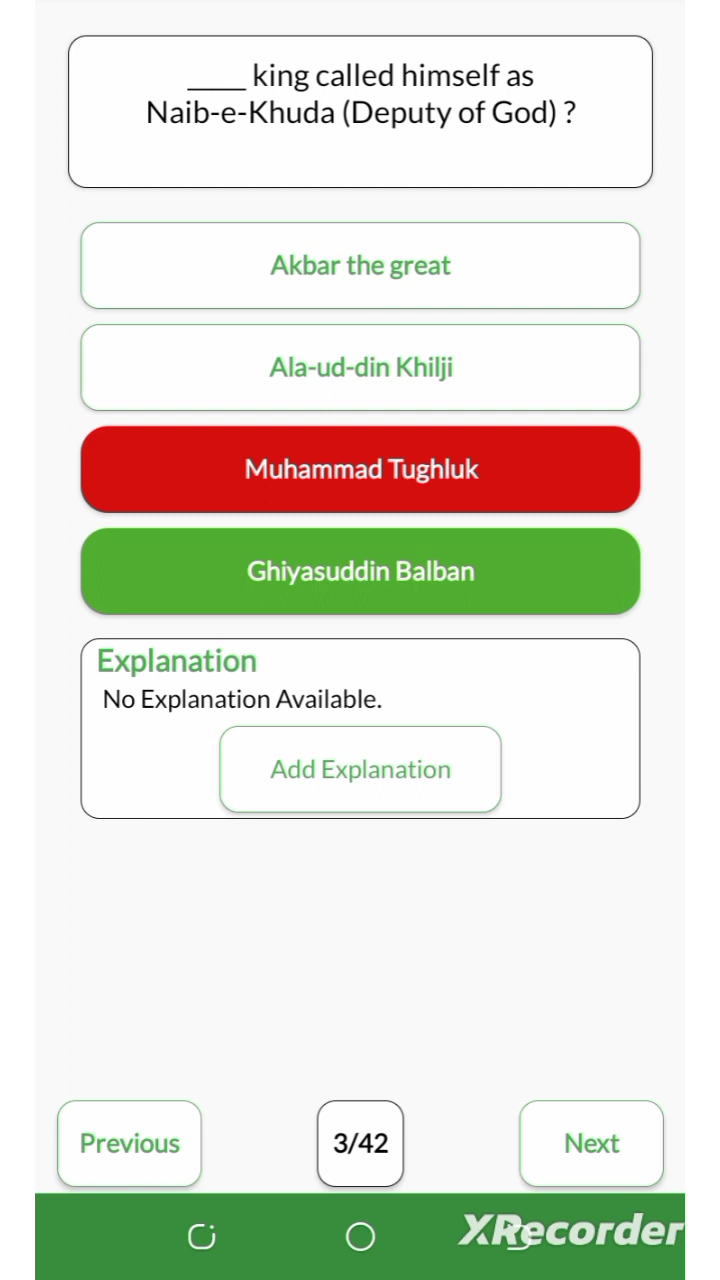 ____ king called himself as
Naib-e-Khuda (Deputy of God) ?
Akbar the great
Ala-ud-din Khilji
Muhammad Tughluk
Ghiyasuddin Balban
Explanation
No Explanation Available.
Add Explanation
Previous
3/42
Next
XRecorder